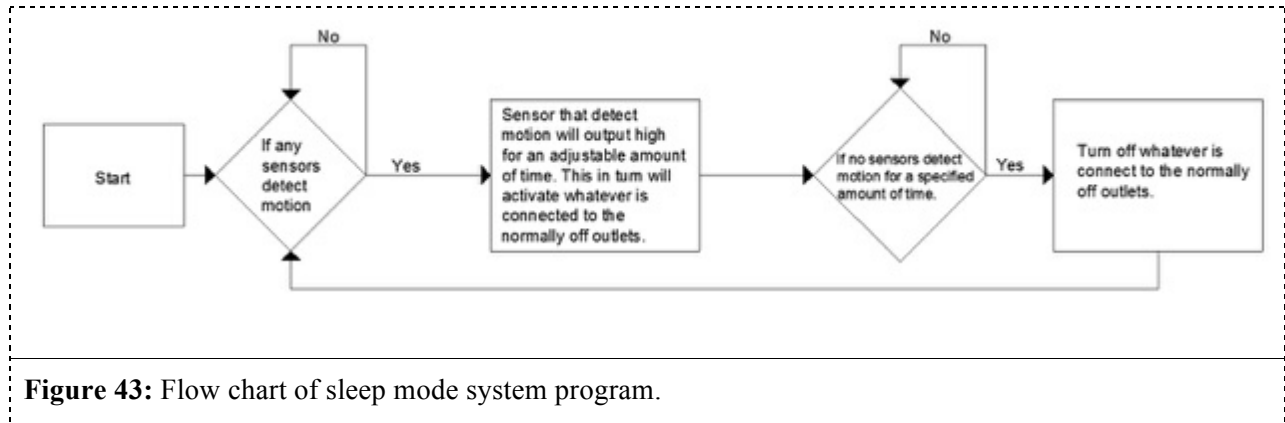 No
No
Start
If any
sensors
detect
motion
Yes
Sensor that detect
motion will output high
for an adjustable amount
of time. This in turn will
activate whatever is
connected to the
normally off outlets.
If no sensors detect
motion for a specified
amount of time.
Yes
Turn off whatever is
connect to the normally
off outlets.
Figure 43: Flow chart of sleep mode system program.